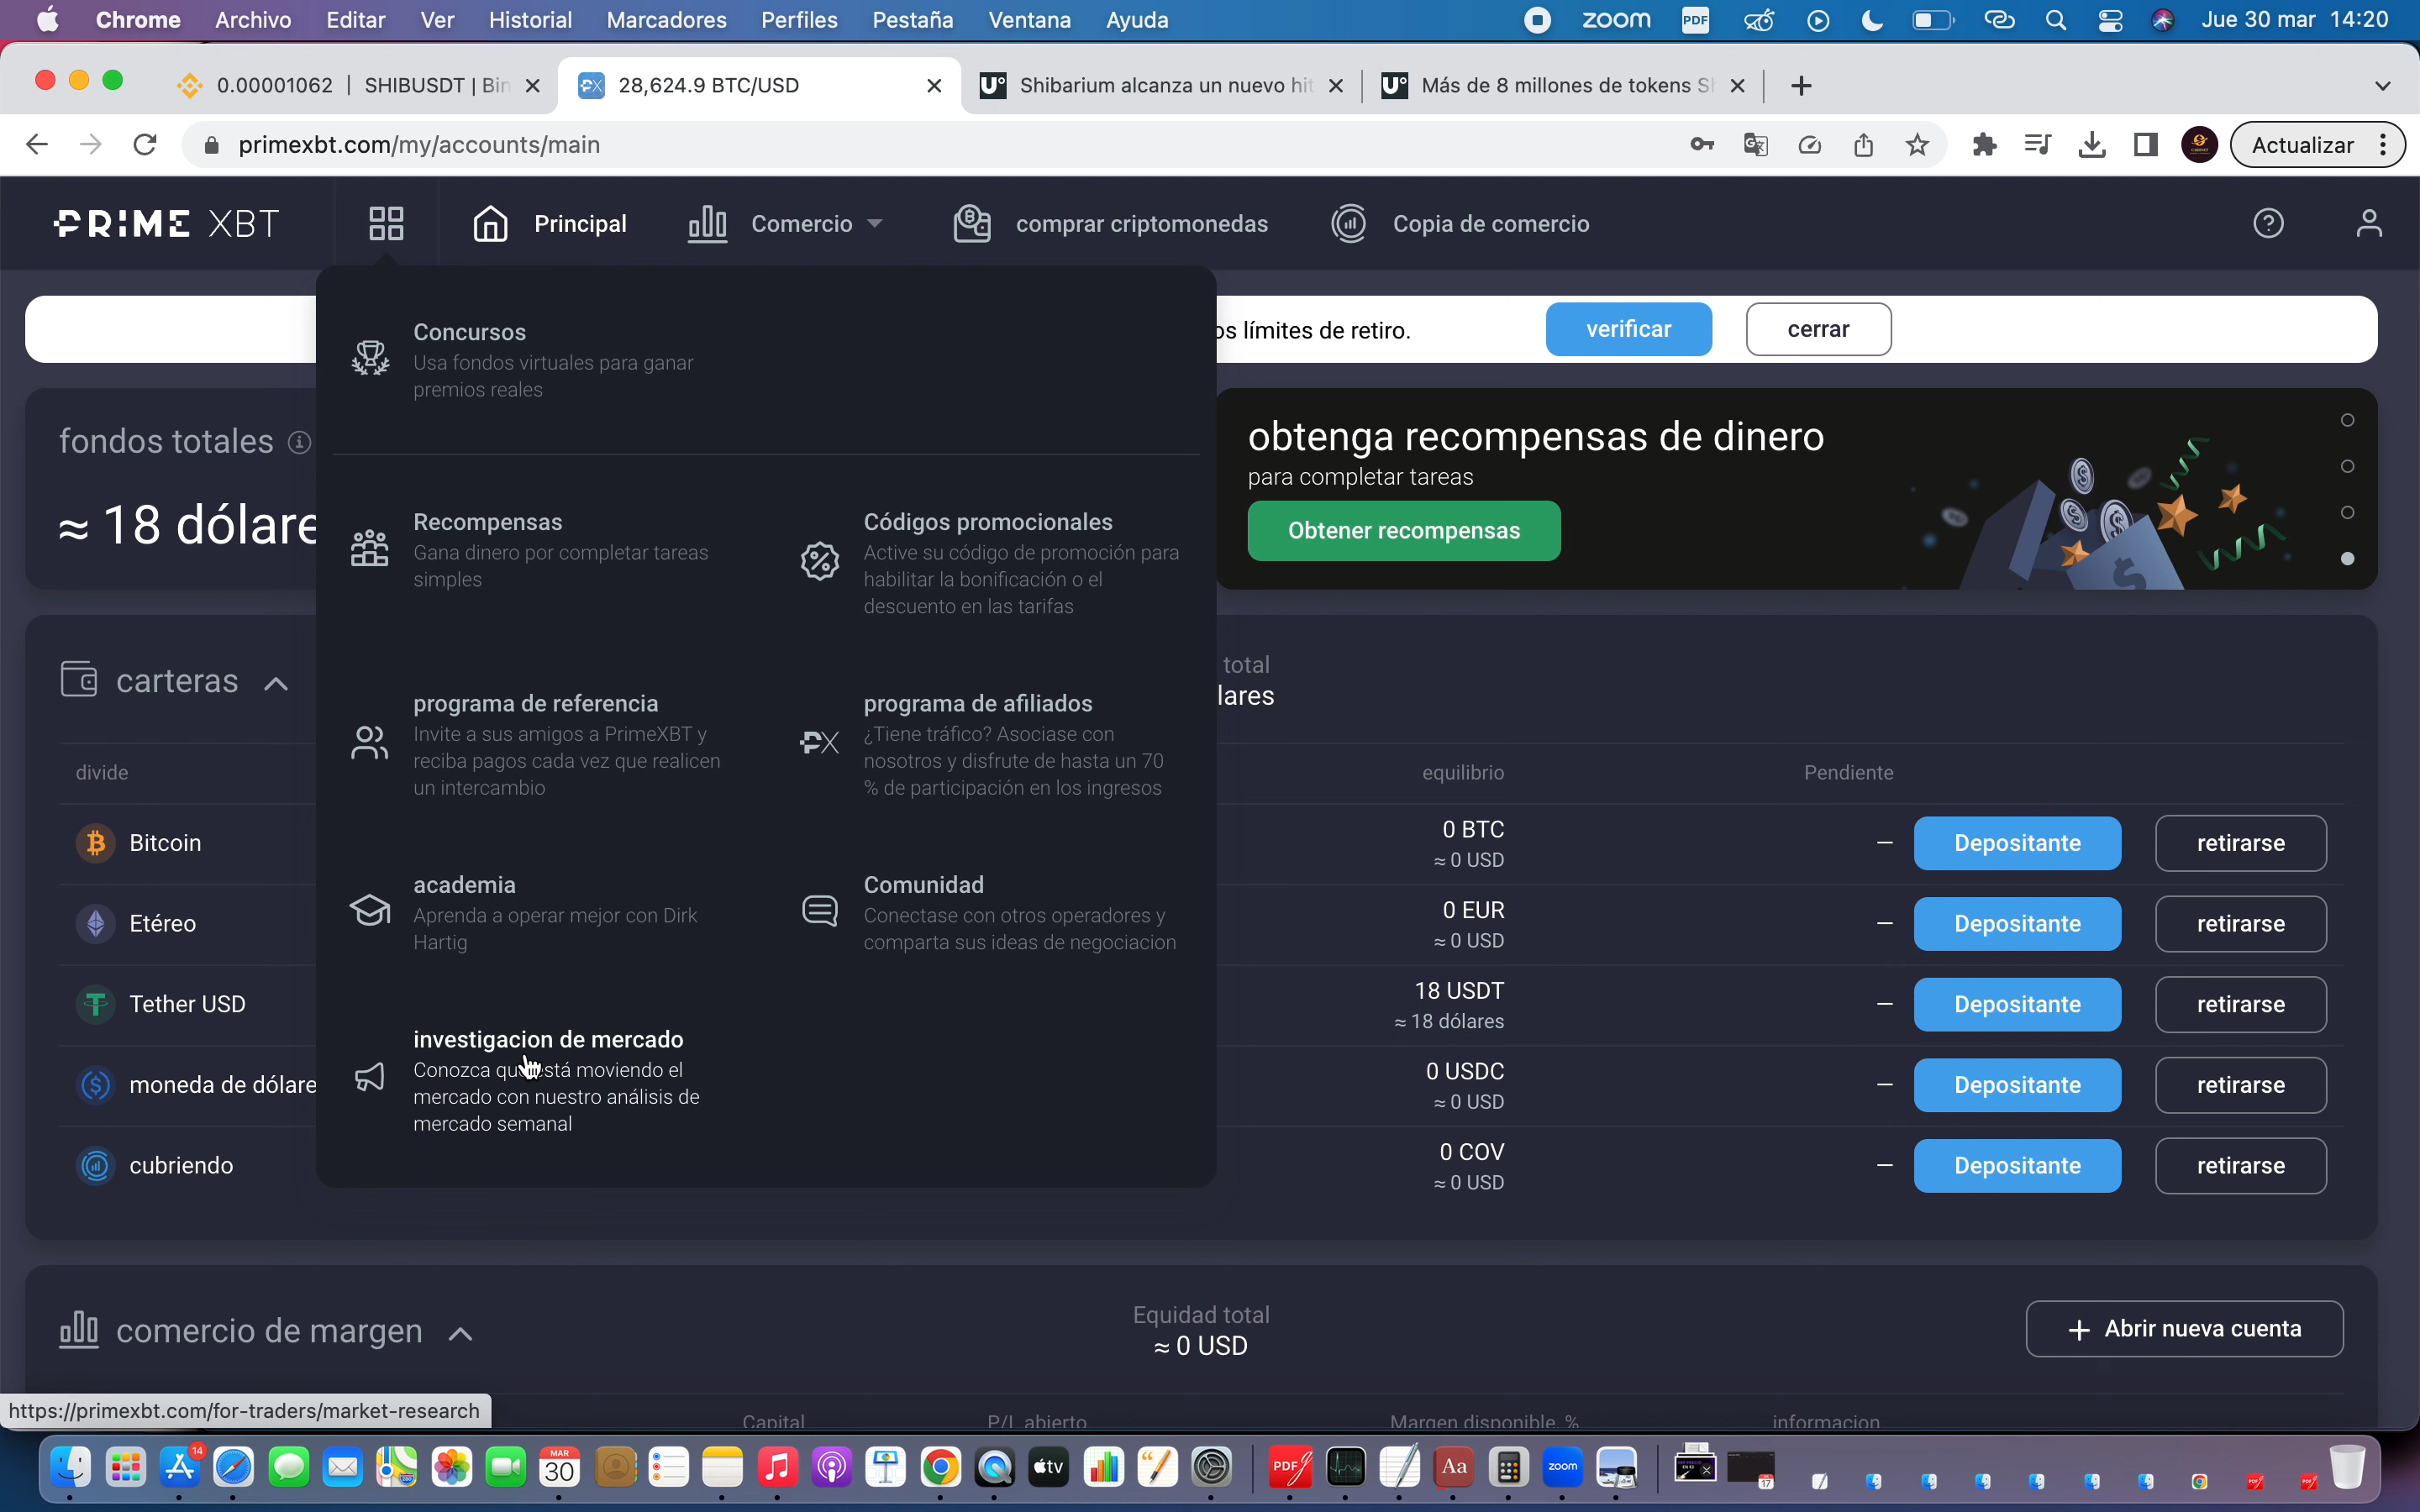 Chrome Archivo Editar Ver Historial Marcadores Perfiles Pestaña Ventana Ayuda zoom PDF Jue 30 mar 14:20
0.00001062 | SHIBUSDT | Bin
28,624.9 BTC/USD
Shibarium alcanza un nuevo hit
Más de 8 millones de tokens SH
primexbt.com/my/accounts/main
Actualizar
PRIME XBT
Principal
Comercio
comprar criptomonedas
Copia de comercio
os límites de retiro.
verificar
cerrar
Concursos
Usa fondos virtuales para ganar
premios reales
Recompensas
Gana dinero por completar tareas
simples
Códigos promocionales
Active su código de promoción para
habilitar la bonificación o el
descuento en las tarifas
programa de referencia
Invite a sus amigos a PrimeXBT y
reciba pagos cada vez que realicen
un intercambio
programa de afiliados
¿Tiene tráfico? Asociase con
nosotros y disfrute de hasta un 70
% de participación en los ingresos
academia
Aprenda a operar mejor con Dirk
Hartig
Comunidad
Conectase con otros operadores y
comparta sus ideas de negociacion
investigacion de mercado
Conozca qu está moviendo el
mercado con nuestro análisis de
mercado semanal
fondos totales
≈ 18 dólare
obtenga recompensas de dinero
para completar tareas
Obtener recompensas
carteras
total
lares
divide
equilibrio
Pendiente
Bitcoin
0 BTC
≈ 0 USD
–
Depositante
retirarse
Etéreo
0 EUR
≈ 0 USD
–
Depositante
retirarse
Tether USD
18 USDT
≈ 18 dólares
–
Depositante
retirarse
moneda de dólare
0 USDC
≈ 0 USD
–
Depositante
retirarse
cubriendo
0 COV
≈ 0 USD
–
Depositante
retirarse
comercio de margen
Equidad total
≈ 0 USD
+ Abrir nueva cuenta
https://primexbt.com/for-traders/market-research
Capital
P/L abierto
Margen disponible, %
informacion
14
MAR
30
tv
PDF
Aa
zoom
17